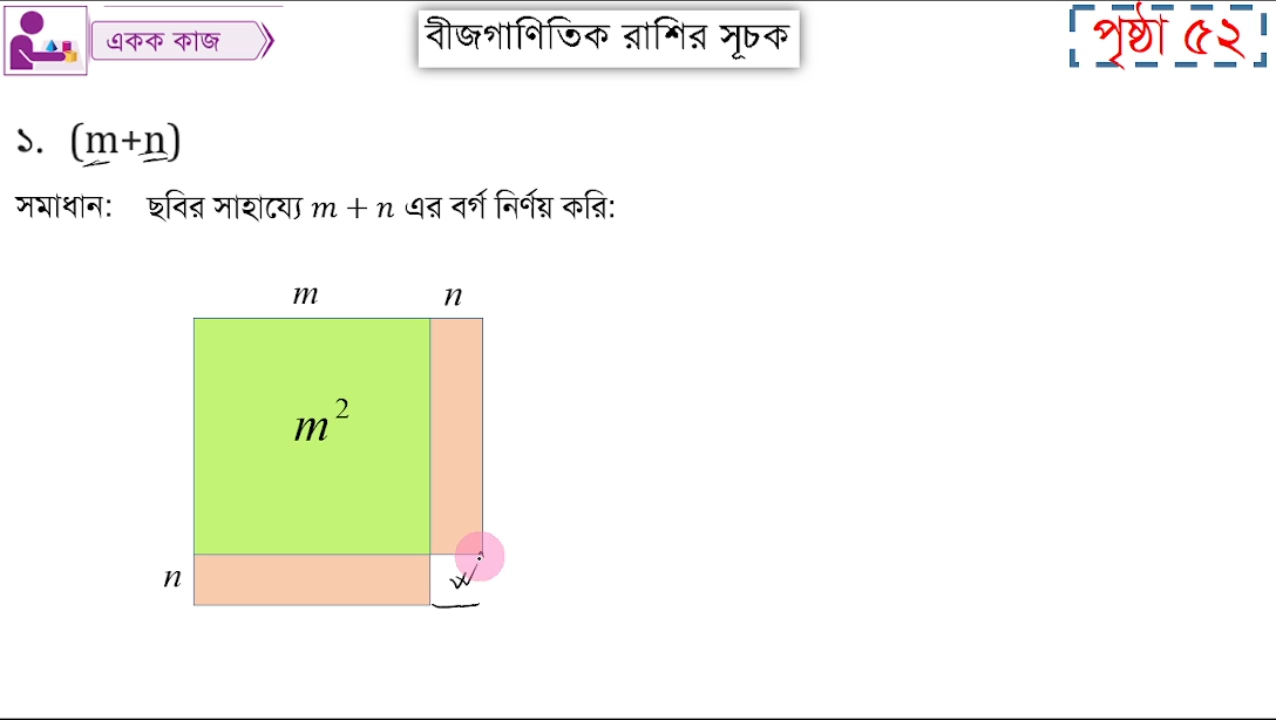 একক কাজ
বীজগাণিতিক রাশির সূচক
পৃষ্ঠা ৫২
১. (m+n)
সমাধান: ছবির সাহায্যে m + n এর বর্গ নির্ণয় করি:
m n
m²
n